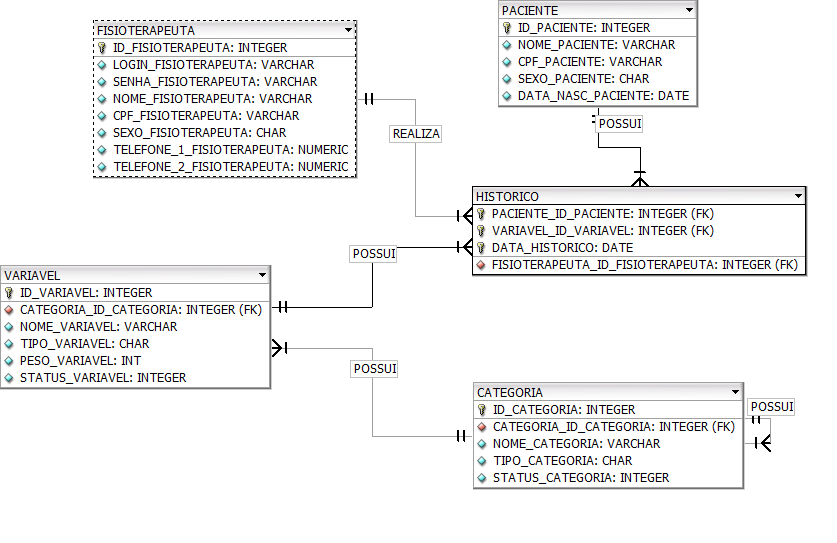 FISIOTERAPEUTA
ID_FISIOTERAPEUTA: INTEGER
LOGIN_FISIOTERAPEUTA: VARCHAR
SENHA_FISIOTERAPEUTA: VARCHAR
NOME_FISIOTERAPEUTA: VARCHAR
CPF_FISIOTERAPEUTA: VARCHAR
SEXO_FISIOTERAPEUTA: CHAR
TELEFONE_1_FISIOTERAPEUTA: NUMERIC
TELEFONE_2_FISIOTERAPEUTA: NUMERIC
PACIENTE
ID_PACIENTE: INTEGER
NOME_PACIENTE: VARCHAR
CPF_PACIENTE: VARCHAR
SEXO_PACIENTE: CHAR
DATA_NASC_PACIENTE: DATE
REALIZA
POSSUI
HISTORICO
PACIENTE_ID_PACIENTE: INTEGER (FK)
VARIAVEL_ID_VARIAVEL: INTEGER (FK)
DATA_HISTORICO: DATE
FISIOTERAPEUTA_ID_FISIOTERAPEUTA: INTEGER (FK)
POSSUI
VARIAVEL
ID_VARIAVEL: INTEGER
CATEGORIA_ID_CATEGORIA: INTEGER (FK)
NOME_VARIAVEL: VARCHAR
TIPO_VARIAVEL: CHAR
PESO_VARIAVEL: INT
STATUS_VARIAVEL: INTEGER
POSSUI
CATEGORIA
ID_CATEGORIA: INTEGER
CATEGORIA_ID_CATEGORIA: INTEGER (FK)
NOME_CATEGORIA: VARCHAR
TIPO_CATEGORIA: CHAR
STATUS_CATEGORIA: INTEGER
POSSUI